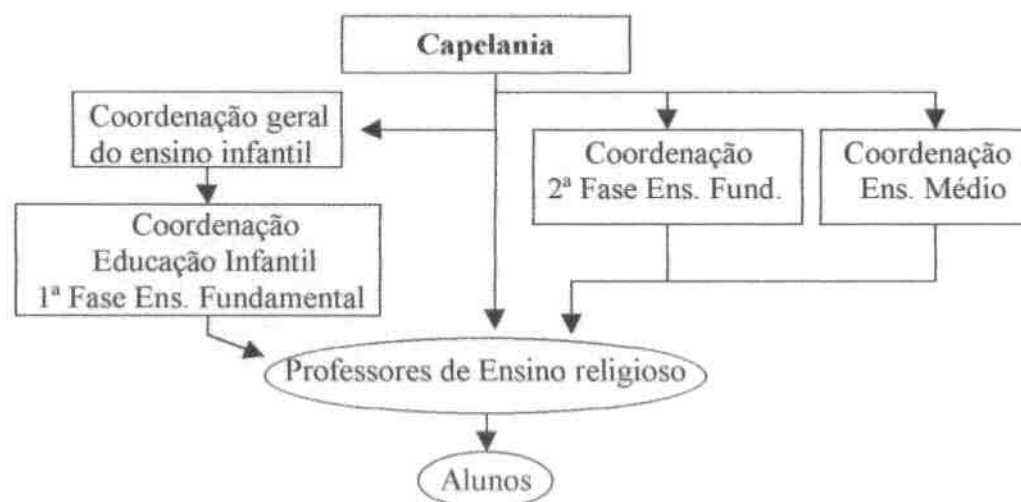 Capelania
Coordenação geral
do ensino infantil
Coordenação
2ª Fase Ens. Fund.
Coordenação
Ens. Médio
Coordenação
Educação Infantil
1ª Fase Ens. Fundamental
Professores de Ensino religioso
Alunos